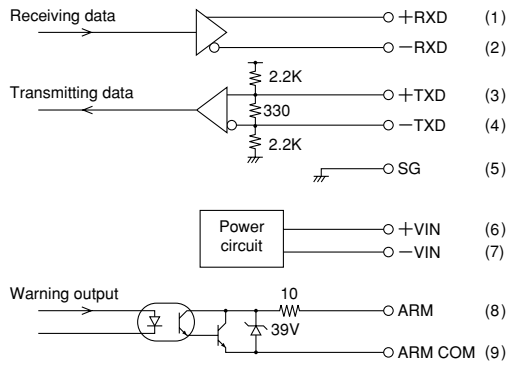 Receiving data
+RXD (1)
−RXD (2)
2.2K
Transmitting data
+TXD (3)
330
−TXD (4)
2.2K
SG (5)
Power circuit
+VIN (6)
−VIN (7)
Warning output
10
ARM (8)
39V
ARM COM (9)